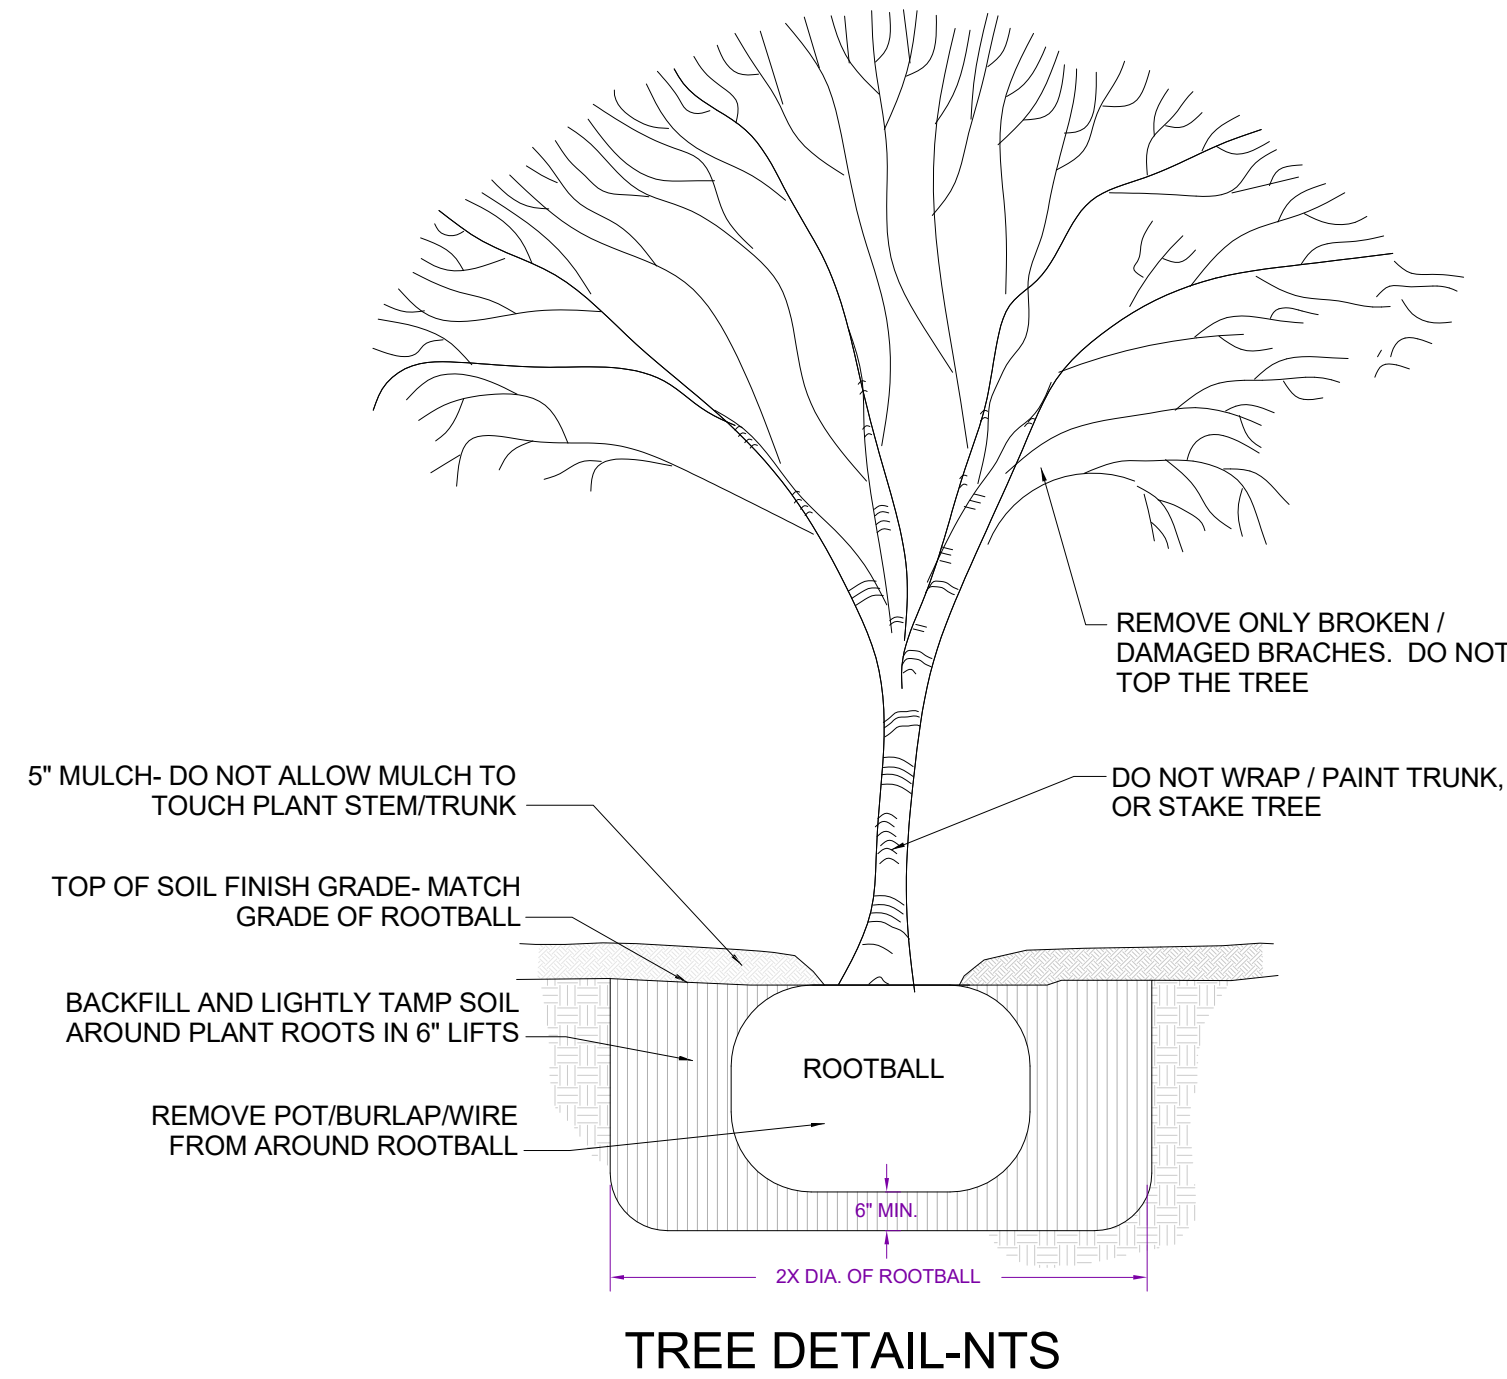 REMOVE ONLY BROKEN /
DAMAGED BRACHES.  DO NOT
TOP THE TREE
5" MULCH- DO NOT ALLOW MULCH TO
TOUCH PLANT STEM/TRUNK
DO NOT WRAP / PAINT TRUNK,
OR STAKE TREE
TOP OF SOIL FINISH GRADE- MATCH
GRADE OF ROOTBALL
BACKFILL AND LIGHTLY TAMP SOIL
AROUND PLANT ROOTS IN 6" LIFTS
ROOTBALL
REMOVE POT/BURLAP/WIRE
FROM AROUND ROOTBALL
6" MIN.
2X DIA. OF ROOTBALL
TREE DETAIL-NTS